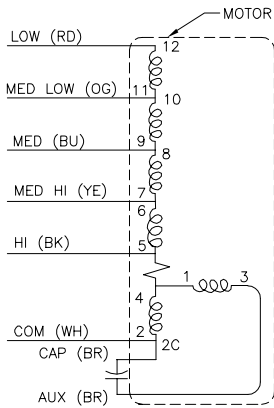 MOTOR
LOW (RD)
12
MED LOW (OG)
11
10
MED (BU)
9
8
MED HI (YE)
7
6
HI (BK)
5
1
3
4
COM (WH)
2
2C
CAP (BR)
AUX (BR)